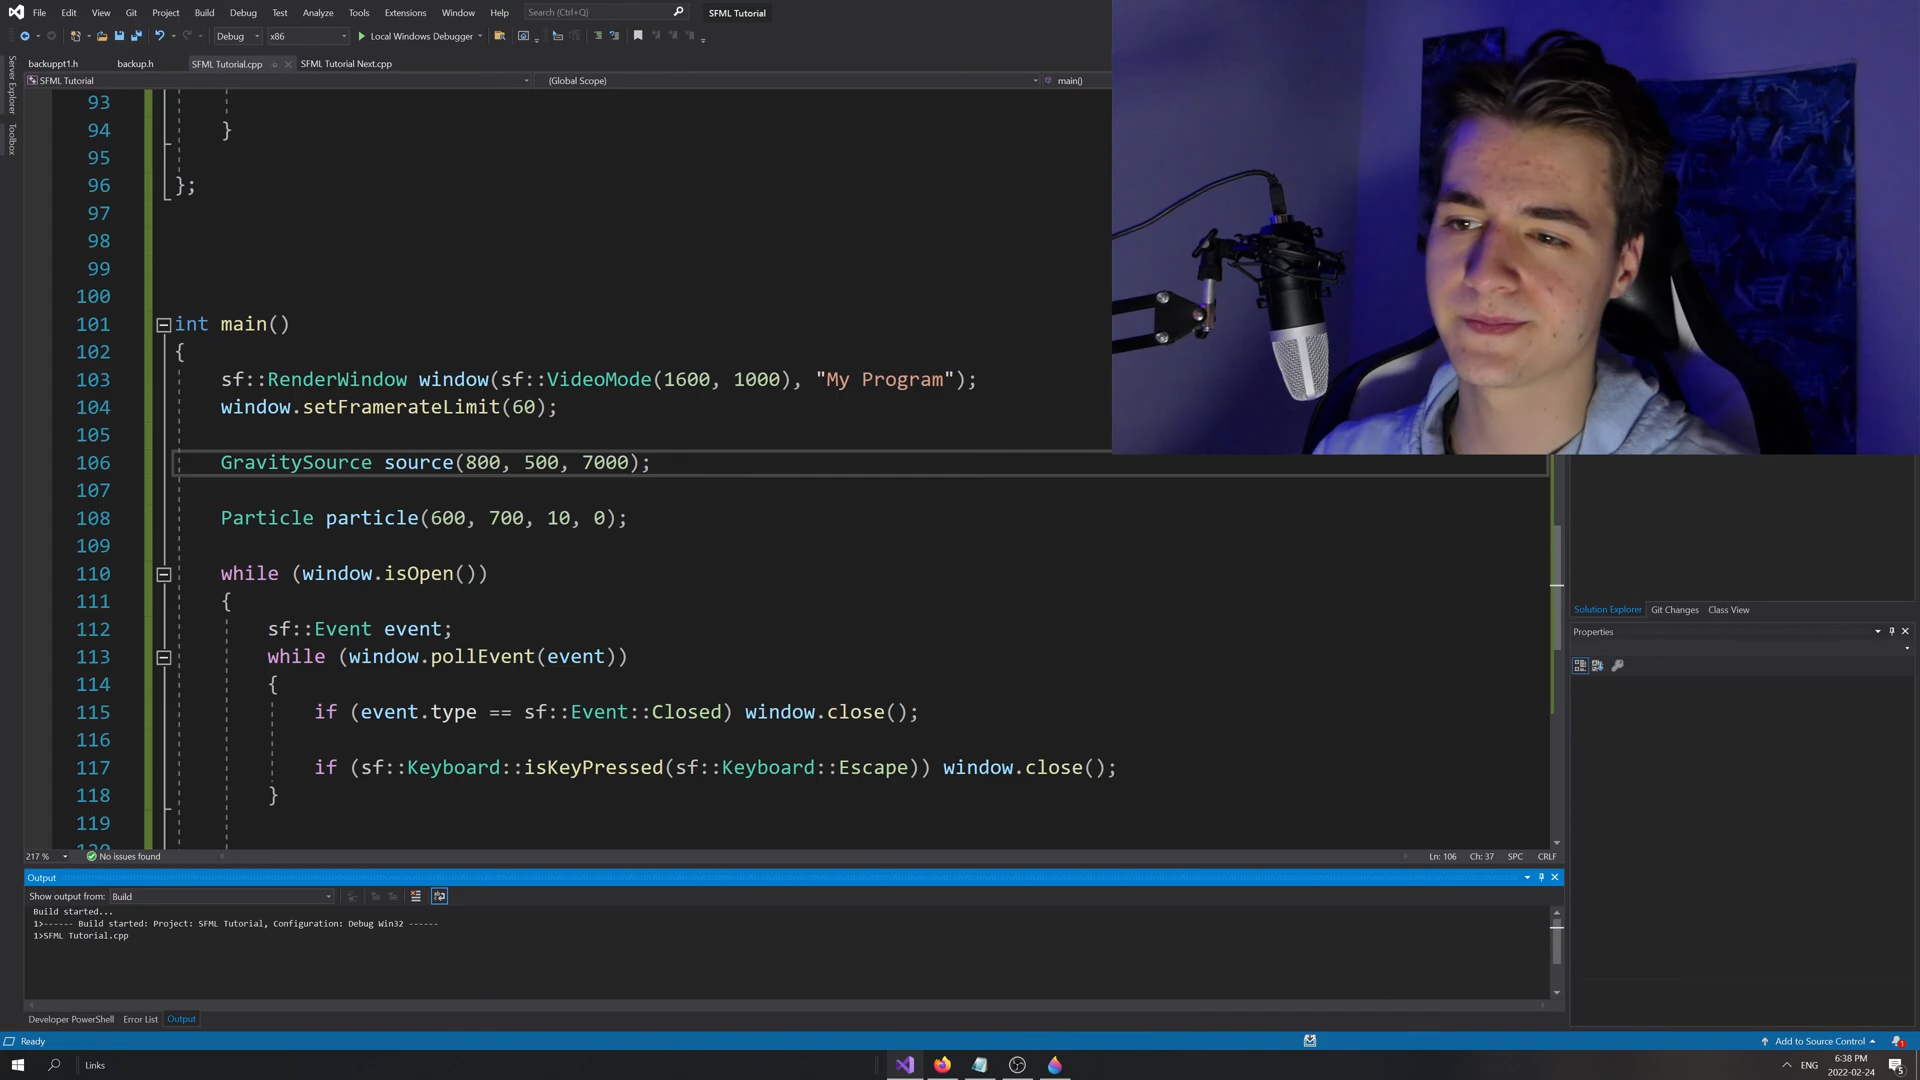 File Edit View Git Project Build Debug Test Analyze Tools Extensions Window Help Search (Ctrl+Q) SFML Tutorial
Debug x86 Local Windows Debugger
Server Explorer
Toolbox
backuppt1.h backup.h SFML Tutorial.cpp SFML Tutorial Next.cpp
SFML Tutorial (Global Scope) main()
93
94 }
95
96 };
97
98
99
100
101 int main()
102 {
103 sf::RenderWindow window(sf::VideoMode(1600, 1000), "My Program");
104 window.setFramerateLimit(60);
105
106 GravitySource source(800, 500, 7000);
107
108 Particle particle(600, 700, 10, 0);
109
110 while (window.isOpen())
111 {
112 sf::Event event;
113 while (window.pollEvent(event))
114 {
115 if (event.type == sf::Event::Closed) window.close();
116
117 if (sf::Keyboard::isKeyPressed(sf::Keyboard::Escape)) window.close();
118 }
119
120
217 % No issues found Ln: 106 Ch: 37 SPC CRLF
Solution Explorer Git Changes Class View
Properties
Output
Show output from: Build
Build started...
1>------ Build started: Project: SFML Tutorial, Configuration: Debug Win32 ------
1>SFML Tutorial.cpp
Developer PowerShell Error List Output
Ready Add to Source Control 1
Links ENG 6:38 PM 2022-02-24 5